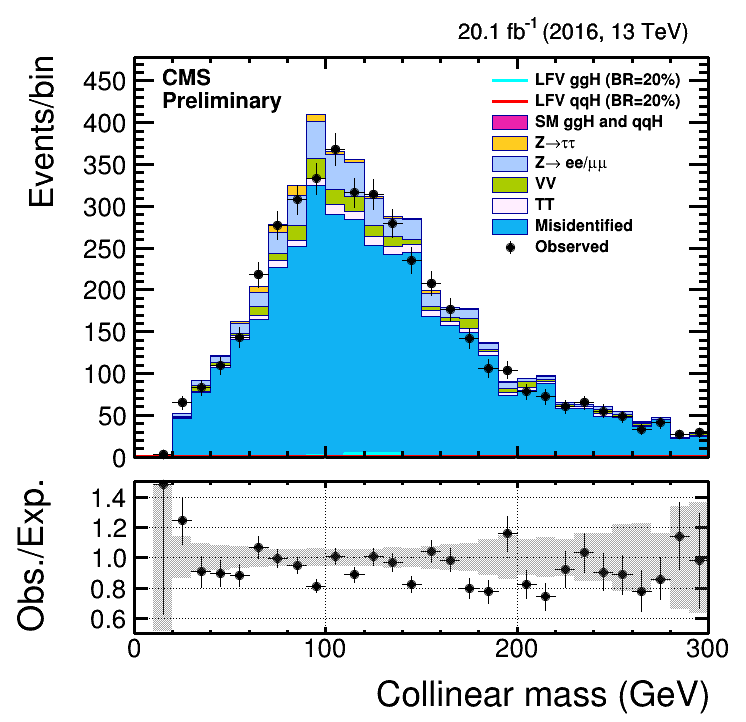 20.1 fb-1 (2016, 13 TeV)
Events/bin
450
400
350
300
250
200
150
100
50
0
CMS
Preliminary
LFV ggH (BR=20%)
LFV qqH (BR=20%)
SM ggH and qqH
Z→ττ
Z→ ee/μμ
VV
TT
Misidentified
Observed
Obs./Exp.
1.4
1.2
1.0
0.8
0.6
0 100 200 300
Collinear mass (GeV)